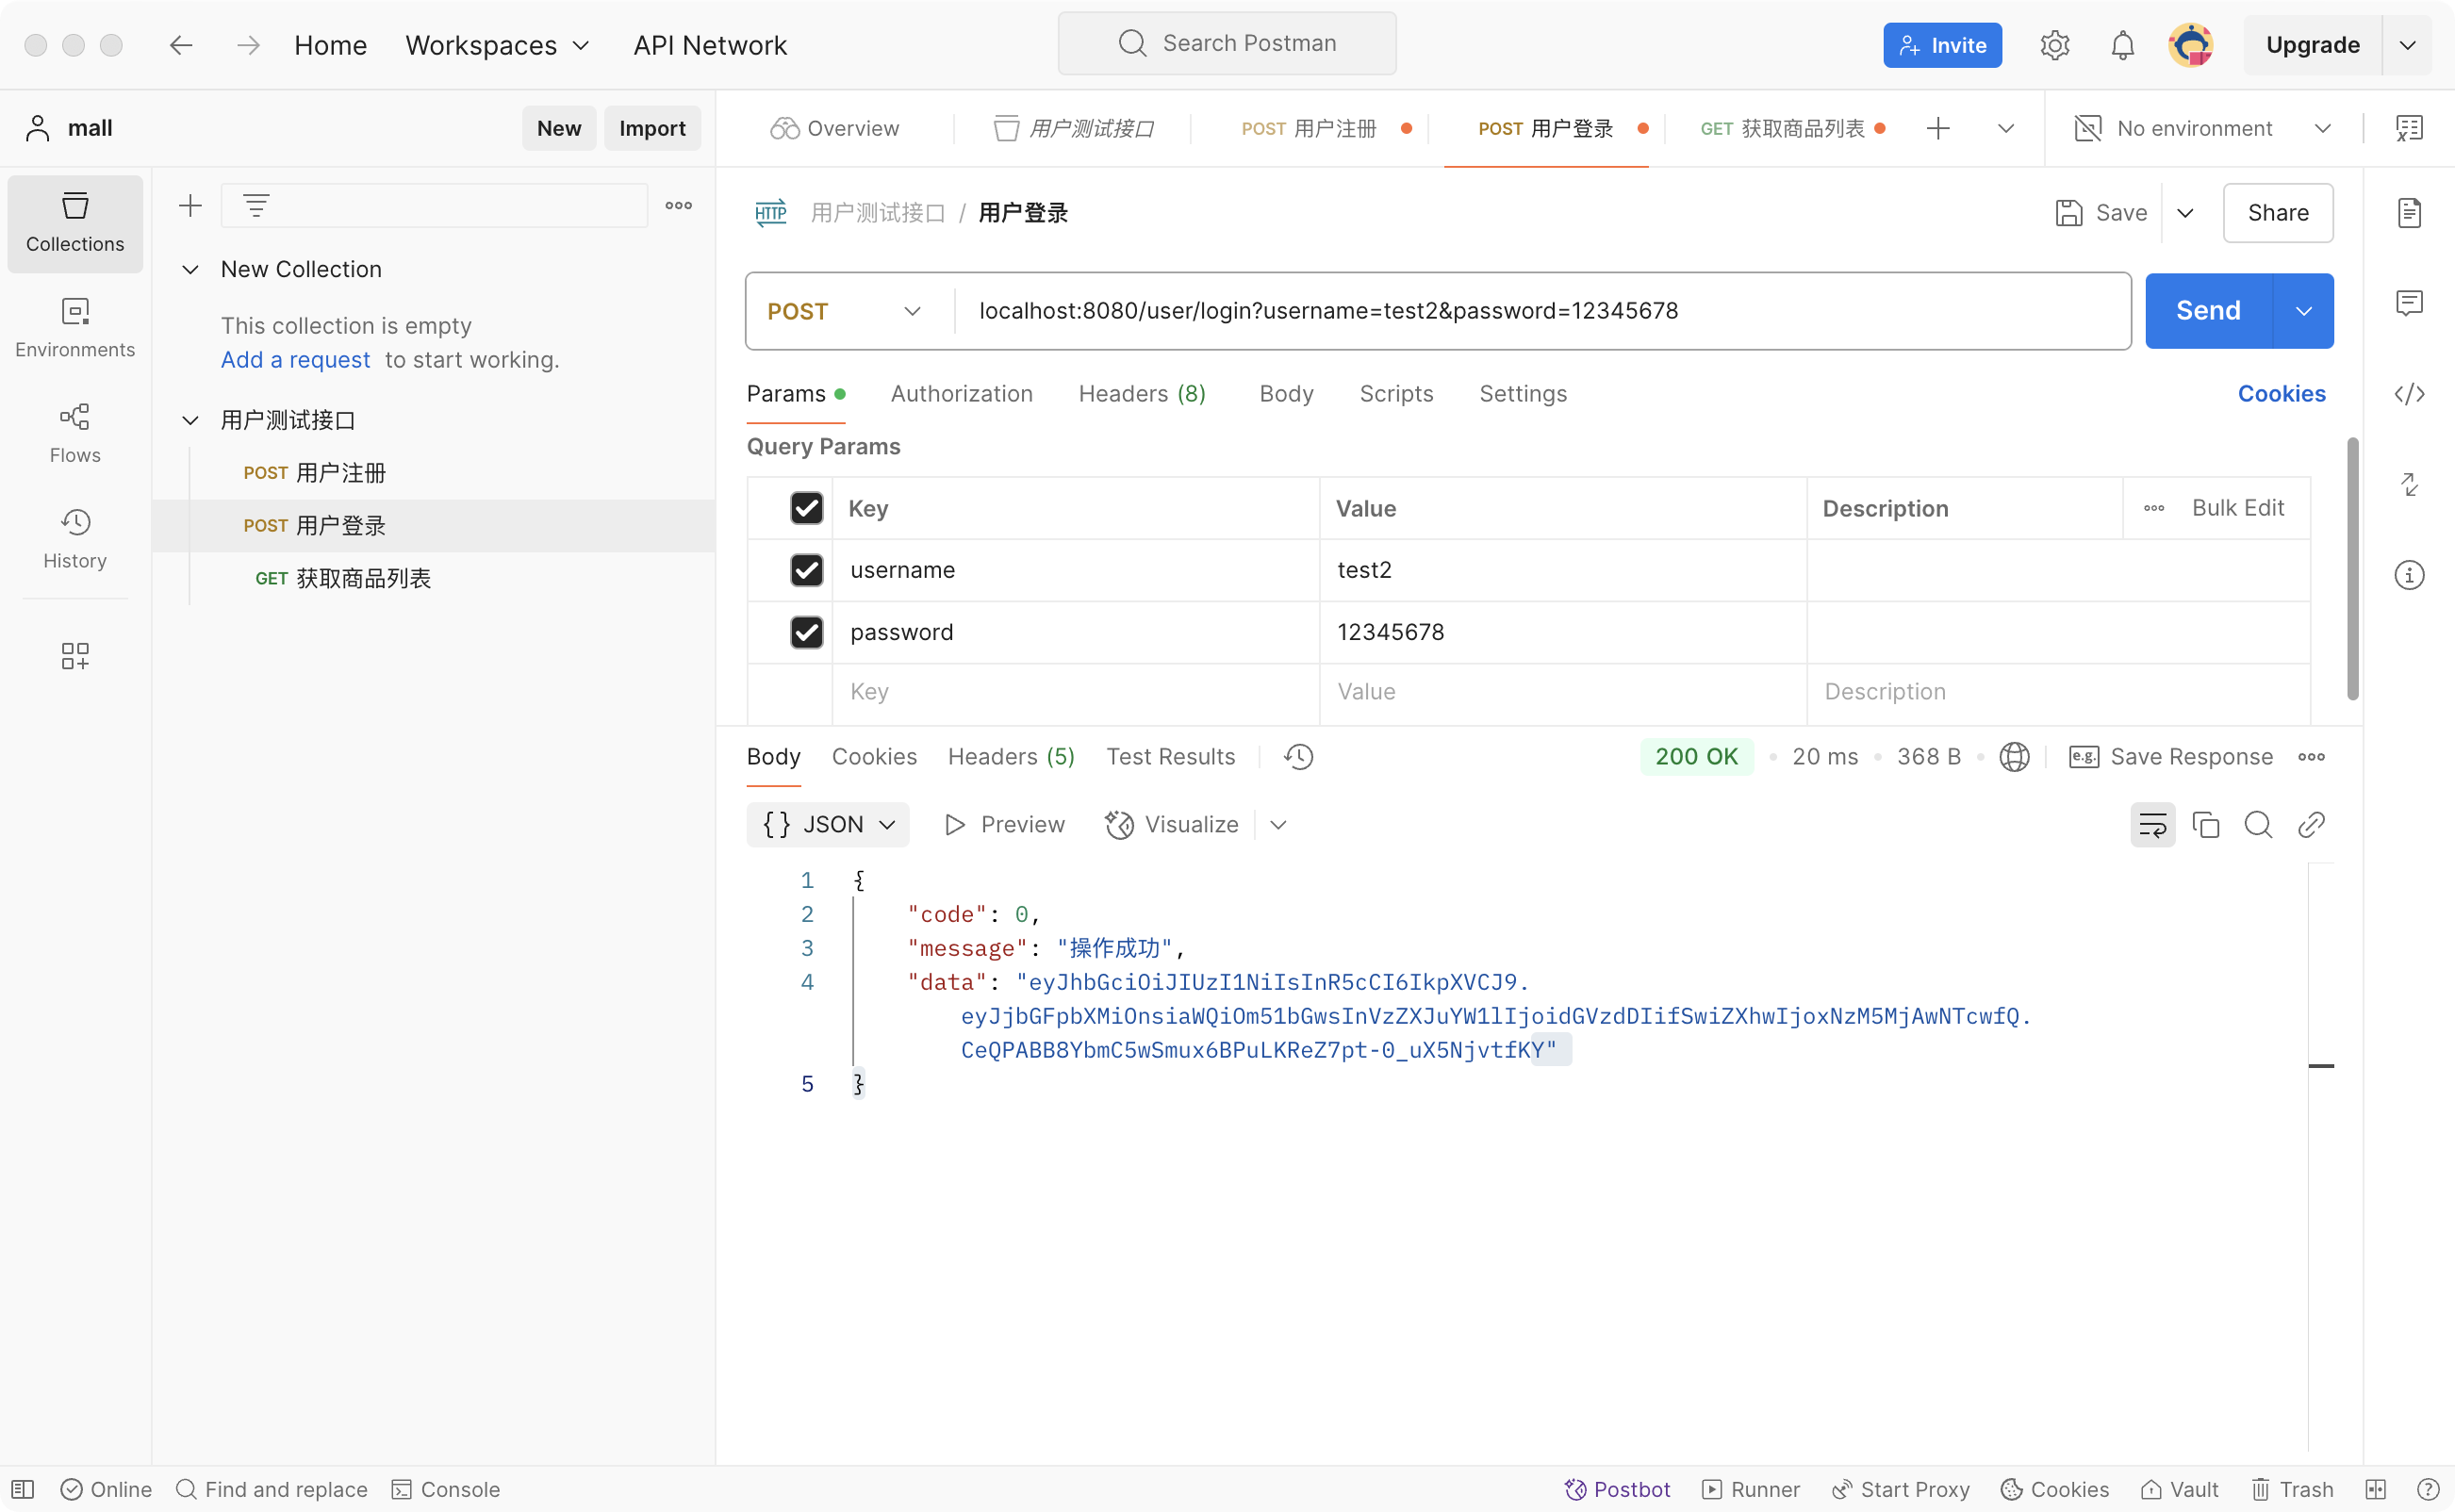 Home Workspaces API Network Search Postman Invite Upgrade
mall New Import Overview 用户测试接口 POST 用户注册 POST 用户登录 GET 获取商品列表 No environment
Collections
Environments
Flows
History
New Collection
This collection is empty
Add a request to start working.
用户测试接口
POST 用户注册
POST 用户登录
GET 获取商品列表
HTTP 用户测试接口 / 用户登录 Save Share
POST localhost:8080/user/login?username=test2&password=12345678 Send
Params Authorization Headers (8) Body Scripts Settings Cookies
Query Params
Key Value Description Bulk Edit
username test2
password 12345678
Key Value Description
Body Cookies Headers (5) Test Results 200 OK 20 ms 368 B e.g. Save Response
{} JSON Preview Visualize
1 {
2 "code": 0,
3 "message": "操作成功",
4 "data": "eyJhbGciOiJIUzI1NiIsInR5cCI6IkpXVCJ9.
eyJjbGFpbXMiOnsiaWQiOm51bGwsInVzZXJuYW1lIjoidGVzdDIifSwiZXhwIjoxNzM5MjAwNTcwfQ.
CeQPABB8YbmC5wSmux6BPuLKReZ7pt-0_uX5NjvtfKY"
5 }
Online Find and replace Console Postbot Runner Start Proxy Cookies Vault Trash